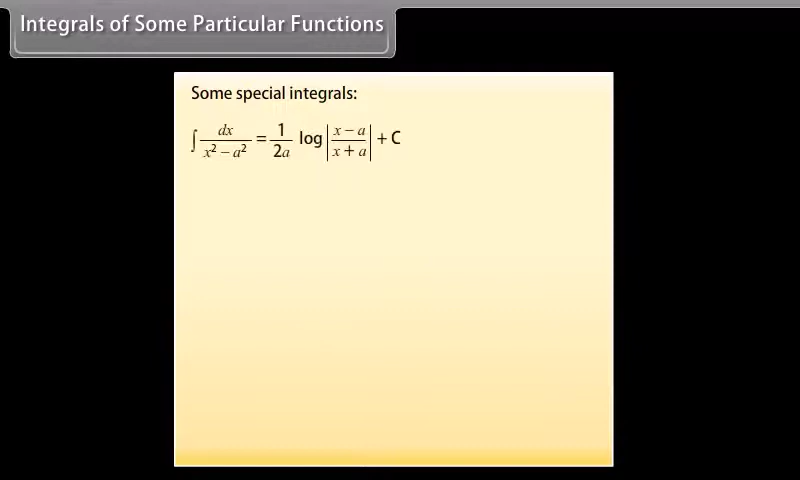 Integrals of Some Particular Functions
Some special integrals:
∫ dx/(x² − a²) = 1/2a log |(x − a)/(x + a)| + C